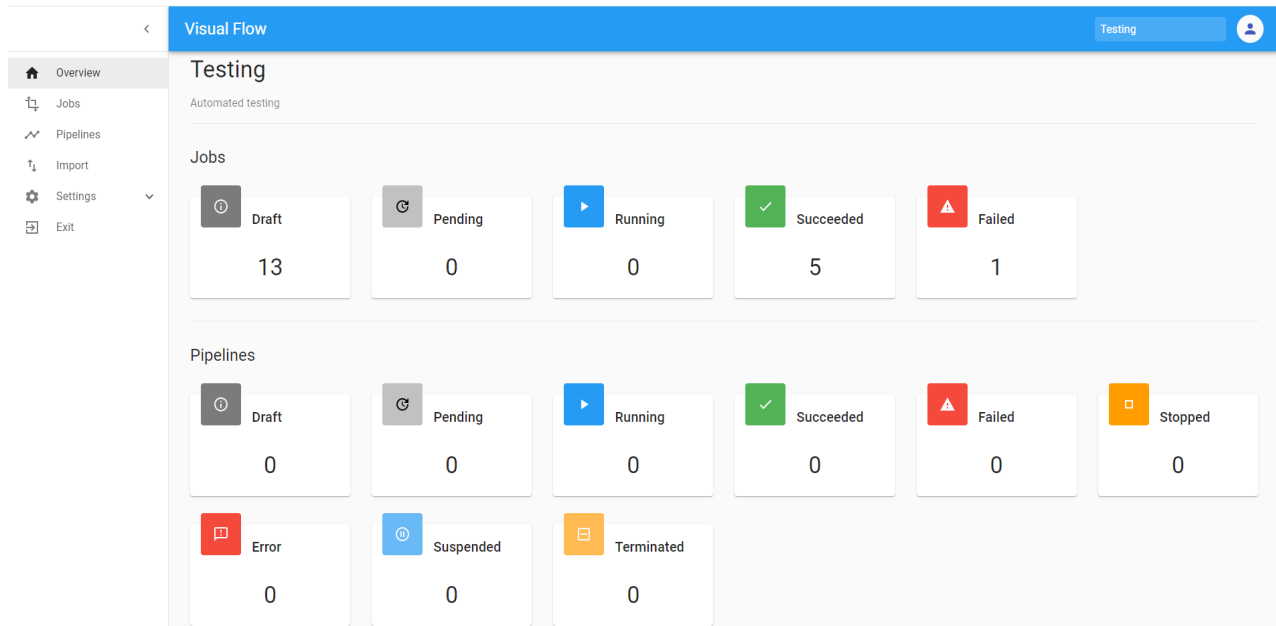 Visual Flow
Testing
Overview
Jobs
Pipelines
Import
Settings
Exit
Testing
Automated testing
Jobs
Draft
13
Pending
0
Running
0
Succeeded
5
Failed
1
Pipelines
Draft
0
Pending
0
Running
0
Succeeded
0
Failed
0
Stopped
0
Error
0
Suspended
0
Terminated
0